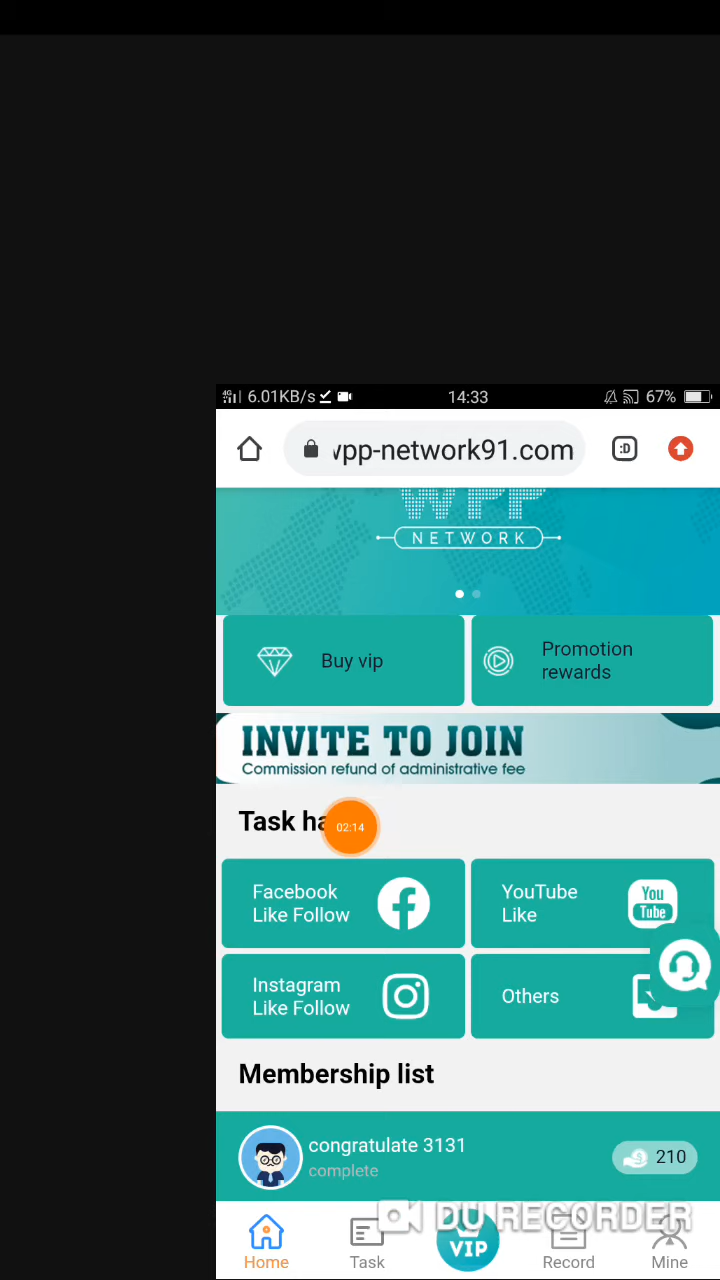 6.01KB/s
14:33
67%
wpp-network91.com
:D
WPP
NETWORK
Buy vip
Promotion
rewards
INVITE TO JOIN
Commission refund of administrative fee
Task ha
02:14
Facebook
Like Follow
YouTube
Like
You
Tube
Instagram
Like Follow
Others
Membership list
congratulate 3131
complete
210
DU RECORDER
Home
Task
VIP
Record
Mine